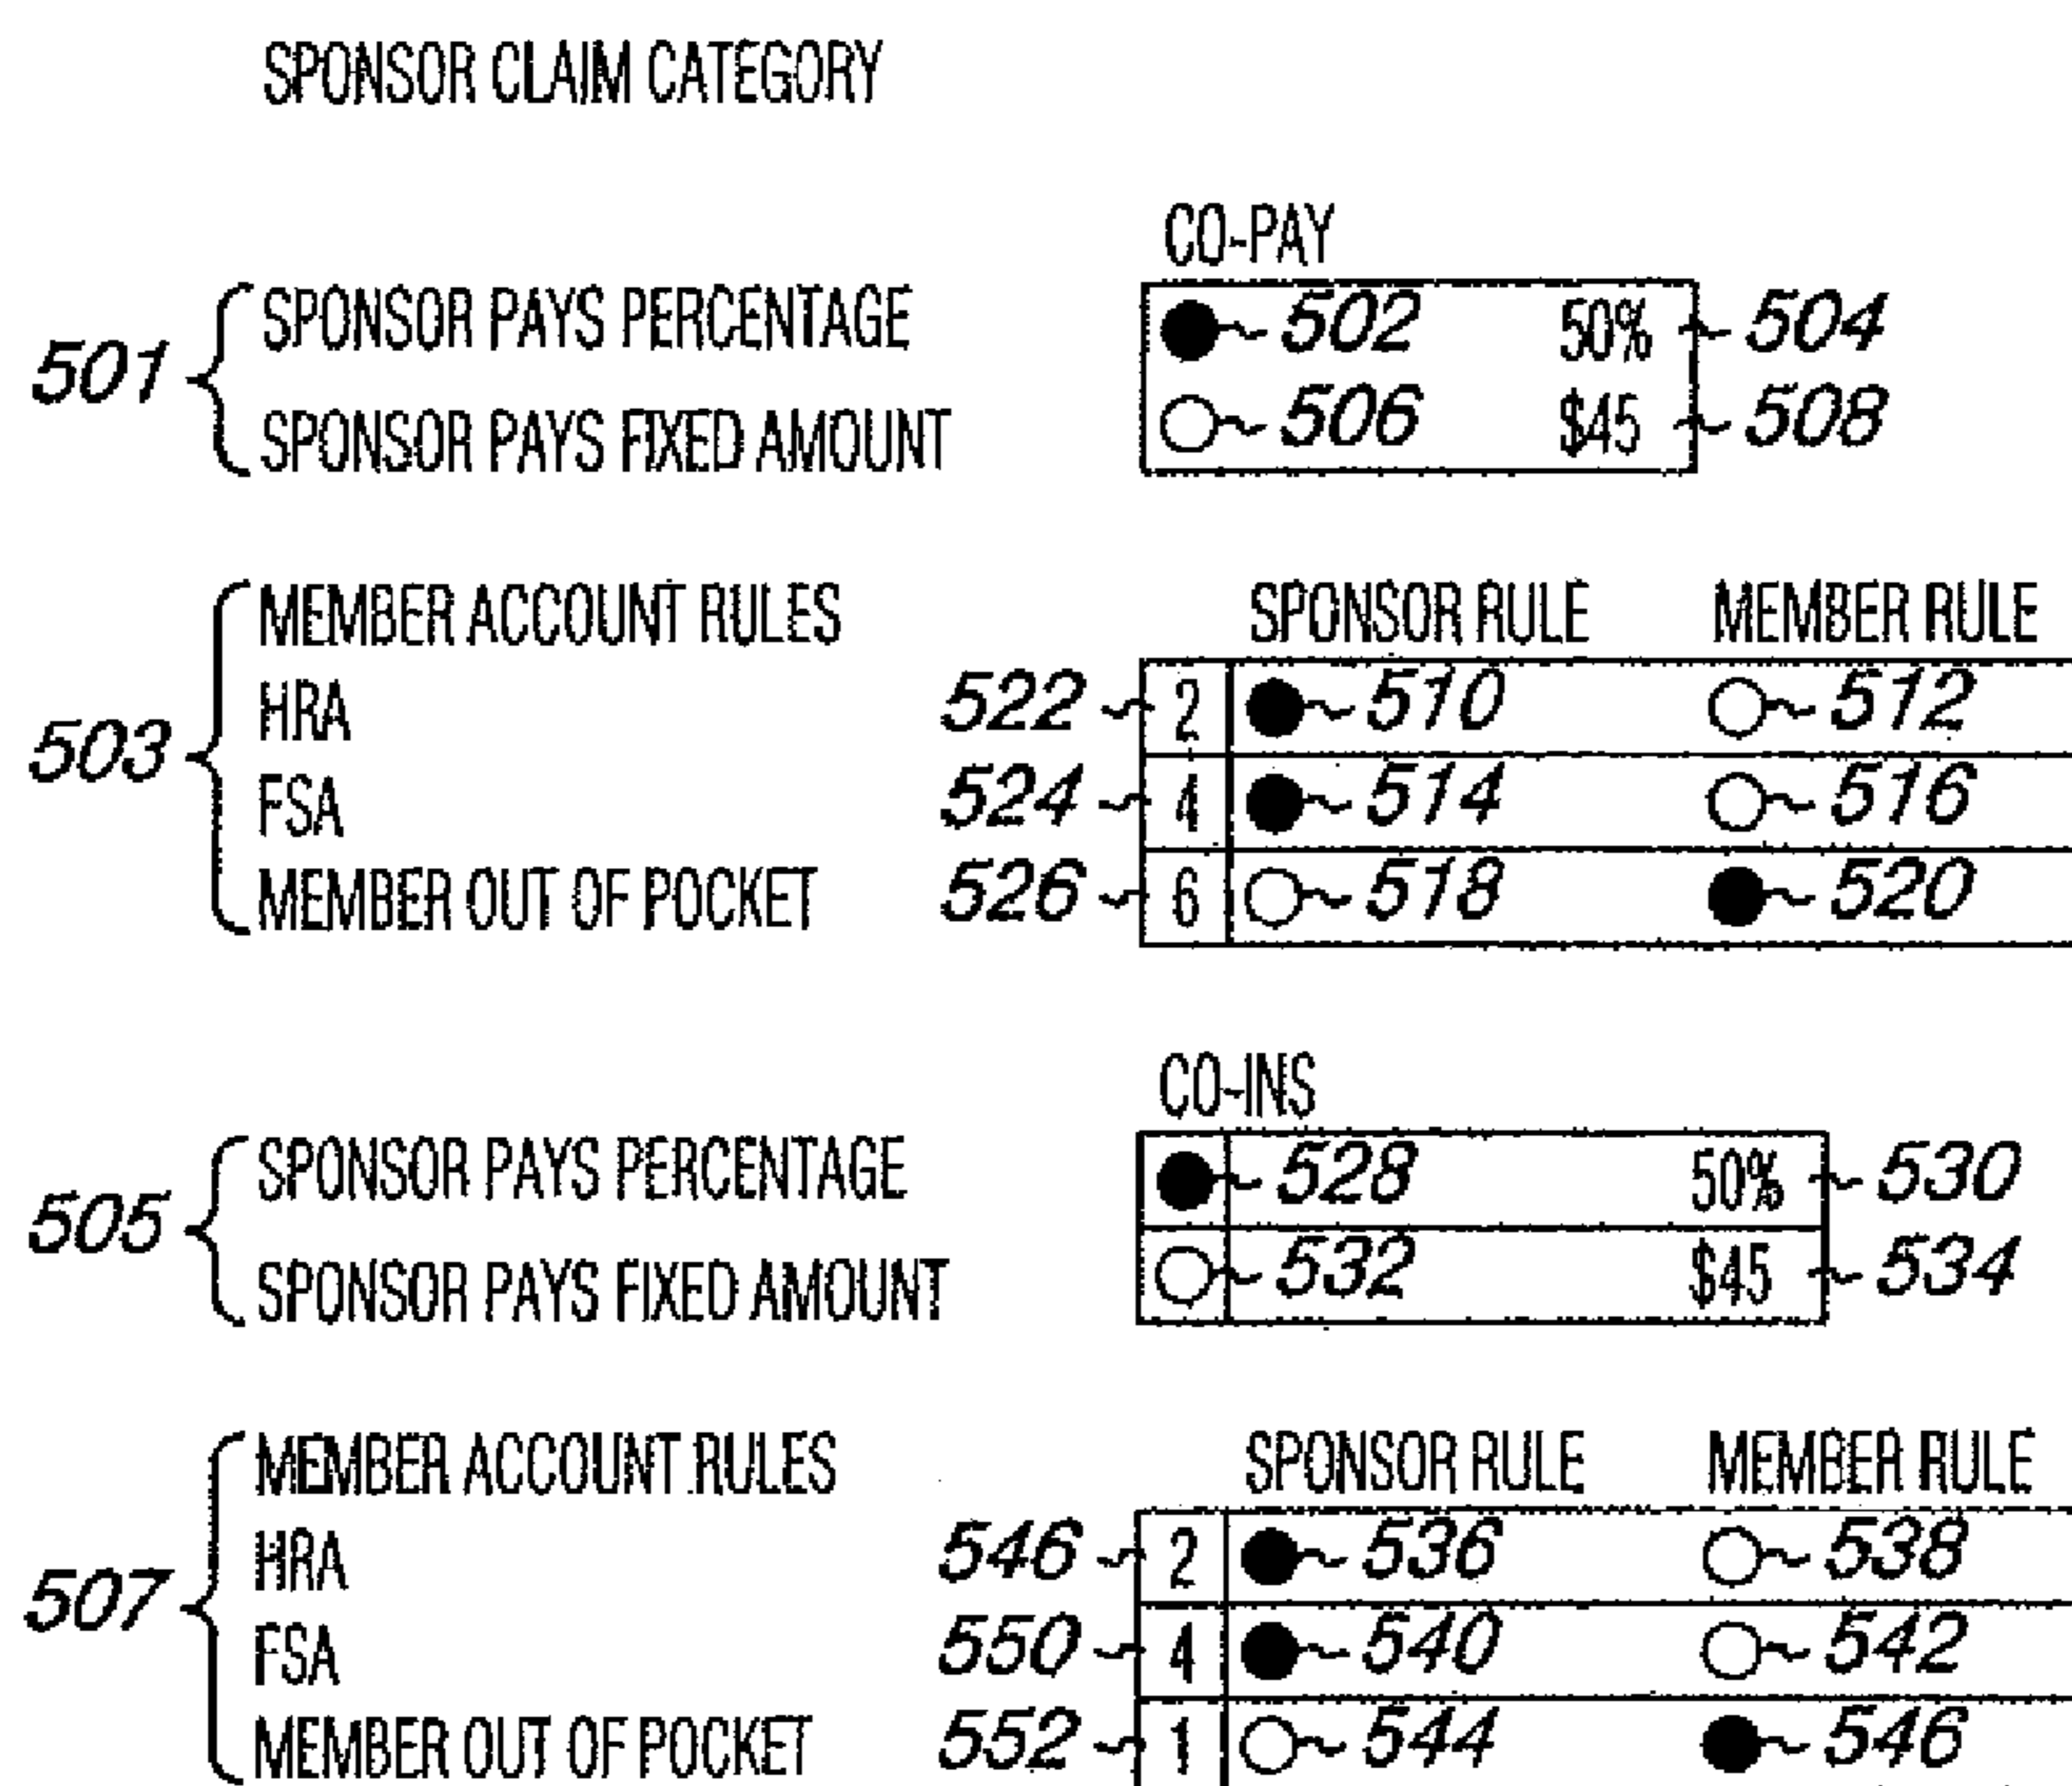 SPONSOR CLAIM CATEGORY
CO-PAY
501 SPONSOR PAYS PERCENTAGE 502 50% 504
SPONSOR PAYS FIXED AMOUNT 506 $45 508
503 MEMBER ACCOUNT RULES SPONSOR RULE MEMBER RULE
HRA 522 2 510 512
FSA 524 4 514 516
MEMBER OUT OF POCKET 526 6 518 520
CO-INS
505 SPONSOR PAYS PERCENTAGE 528 50% 530
SPONSOR PAYS FIXED AMOUNT 532 $45 534
507 MEMBER ACCOUNT RULES SPONSOR RULE MEMBER RULE
HRA 546 2 536 538
FSA 550 4 540 542
MEMBER OUT OF POCKET 552 1 544 546